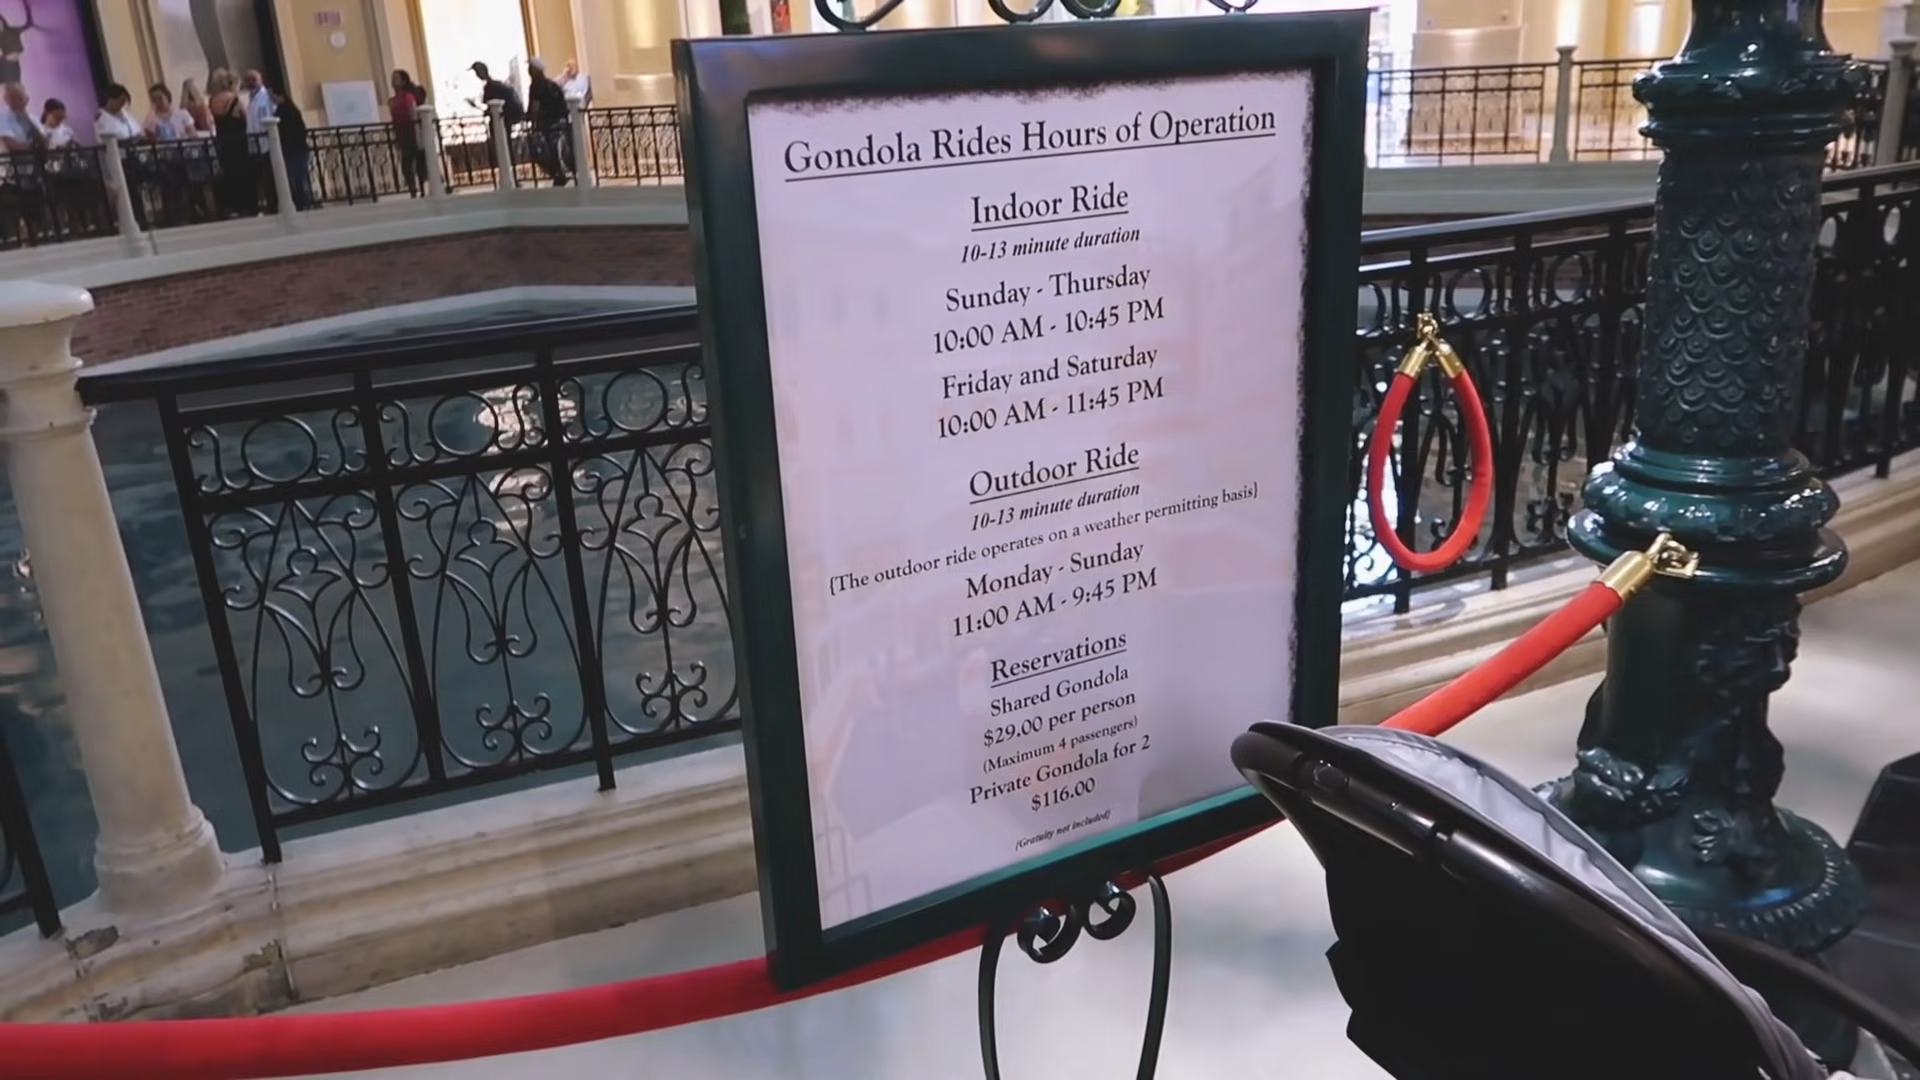 Gondola Rides Hours of Operation
Indoor Ride
10-13 minute duration
Sunday - Thursday
10:00 AM - 10:45 PM
Friday and Saturday
10:00 AM - 11:45 PM
Outdoor Ride
10-13 minute duration
{The outdoor ride operates on a weather permitting basis}
Monday - Sunday
11:00 AM - 9:45 PM
Reservations
Shared Gondola
$29.00 per person
(Maximum 4 passengers)
Private Gondola for 2
$116.00
{Gratuity not included}